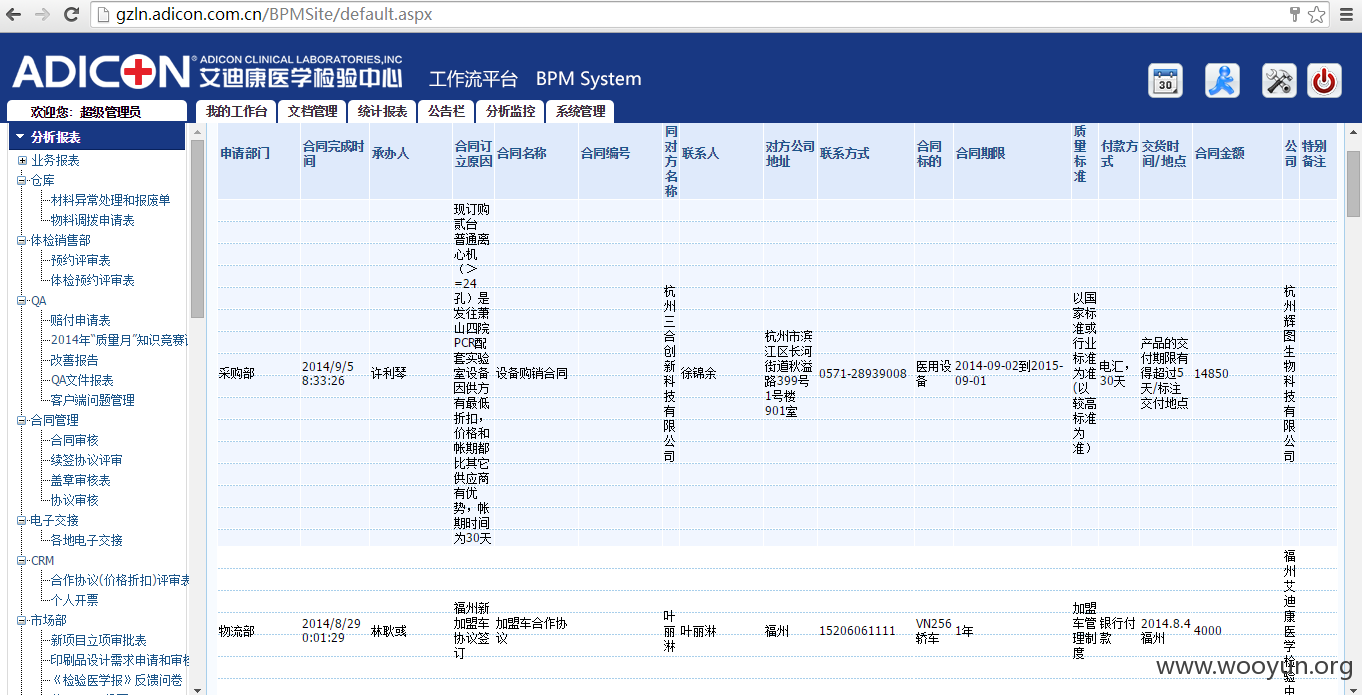 gzln.adicon.com.cn/BPMSite/default.aspx
ADICON
ADICON CLINICAL LABORATORIES,INC
艾迪康医学检验中心
工作流平台 BPM System
30
欢迎您: 超级管理员
我的工作台 文档管理 统计报表 公告栏 分析监控 系统管理
分析报表
业务报表
仓库
材料异常处理和报废单
物料调拨申请表
体检销售部
预约评审表
体检预约评审表
QA
赔付申请表
2014年"质量月"知识竞赛
改善报告
QA文件报表
客户端问题管理
合同管理
合同审核
续签协议评审
盖章审核表
协议审核
电子交接
各地电子交接
CRM
合作协议(价格折扣)评审表
个人开票
市场部
新项目立项审批表
印刷品设计需求申请和审核
《检验医学报》反馈问卷
申请部门
合同完成时
间
承办人
合同订
立原因
合同名称
合同编号
同
对
方
名
称
联系人
对方公司
地址
联系方式
合同
标的
合同期限
质
量
标
准
付款方
式
交货时
间/地点
合同金额
公
司
特别
备注
采购部
2014/9/5
8:33:26
许利琴
现订购
贰台
普通离
心机
（＞
=24
孔）是
发往萧
山四院
PCR配
套实验
室设备
因供方
有最低
折扣，
价格和
帐期都
比其它
供应商
有优
势，帐
期时间
为30天
设备购销合同
杭
州
三
合
创
新
科
技
有
限
公
司
徐锦余
杭州市滨
江区长河
街道秋溢
路399号
1号楼
901室
0571-28939008
医用设
备
2014-09-02到2015-
09-01
以国
家标
准或
行业
标准
为准
(以
较高
标准
为
准）
电汇，
30天
产品的交
付期限有
得超过5
天/标注
交付地点
14850
杭
州
辉
图
生
物
科
技
有
限
公
司
物流部
2014/8/29
0:01:29
林耿彧
福州新
加盟车
协议签
订
加盟车合作协
议
叶
丽
淋
叶丽淋
福州
15206061111
VN256
轿车
1年
加盟
车管
理制
度
银行付
款
2014.8.4
福州
4000
福
州
艾
迪
康
医
学
检
验
中
www.wooyun.org